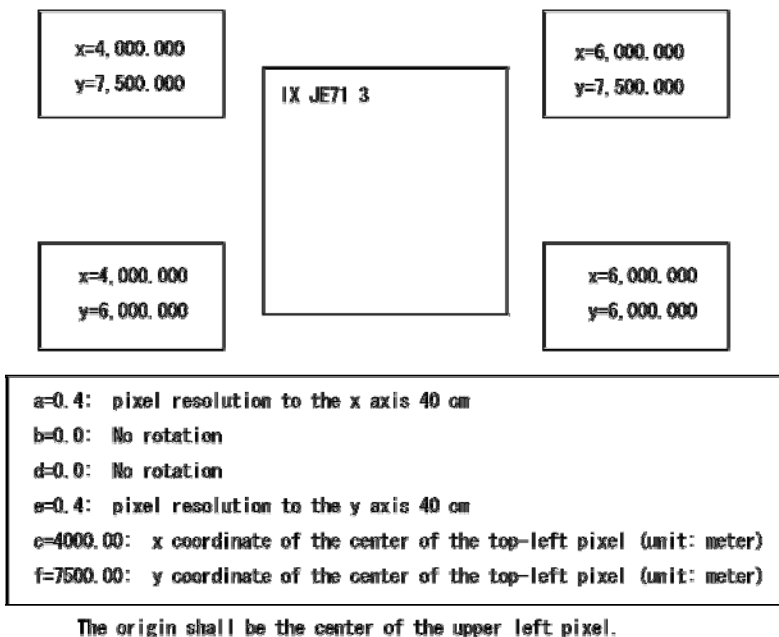 x=4,000.000
y=7,500.000
x=6,000.000
y=7,500.000
IX JE71 3
x=4,000.000
y=6,000.000
x=6,000.000
y=6,000.000
a=0.4: pixel resolution to the x axis 40 cm
b=0.0: No rotation
d=0.0: No rotation
e=0.4: pixel resolution to the y axis 40 cm
c=4000.00: x coordinate of the center of the top-left pixel (unit: meter)
f=7500.00: y coordinate of the center of the top-left pixel (unit: meter)
The origin shall be the center of the upper left pixel.